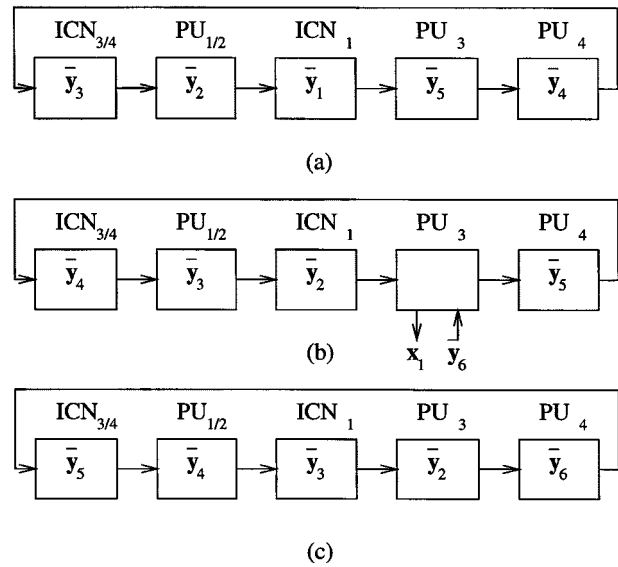 ICN3/4 PU1/2 ICN1 PU3 PU4
ȳ3 ȳ2 ȳ1 ȳ5 ȳ4
(a)
ICN3/4 PU1/2 ICN1 PU3 PU4
ȳ4 ȳ3 ȳ2 ȳ5
x1 ȳ6
(b)
ICN3/4 PU1/2 ICN1 PU3 PU4
ȳ5 ȳ4 ȳ3 ȳ2 ȳ6
(c)